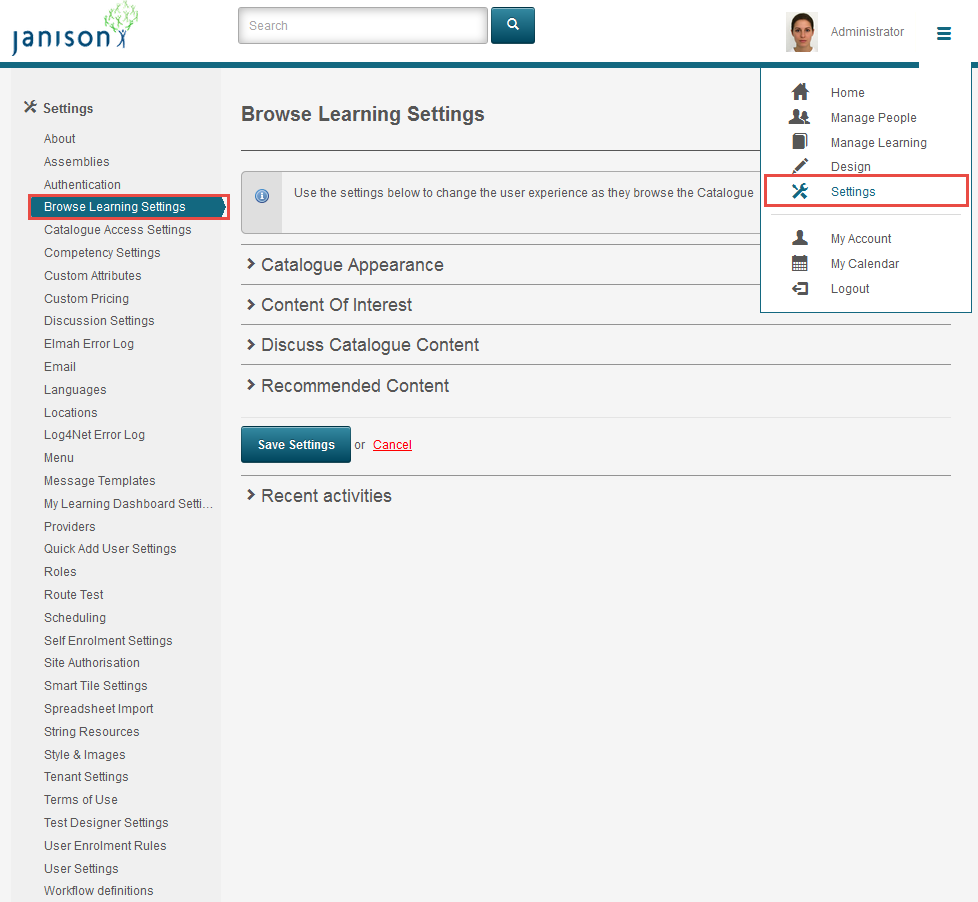 janison
Search
Administrator
Home
Manage People
Manage Learning
Design
Settings
My Account
My Calendar
Logout
Settings
About
Assemblies
Authentication
Browse Learning Settings
Catalogue Access Settings
Competency Settings
Custom Attributes
Custom Pricing
Discussion Settings
Elmah Error Log
Email
Languages
Locations
Log4Net Error Log
Menu
Message Templates
My Learning Dashboard Setti...
Providers
Quick Add User Settings
Roles
Route Test
Scheduling
Self Enrolment Settings
Site Authorisation
Smart Tile Settings
Spreadsheet Import
String Resources
Style & Images
Tenant Settings
Terms of Use
Test Designer Settings
User Enrolment Rules
User Settings
Workflow definitions
Browse Learning Settings
Use the settings below to change the user experience as they browse the Catalogue
Catalogue Appearance
Content Of Interest
Discuss Catalogue Content
Recommended Content
Save Settings or Cancel
Recent activities